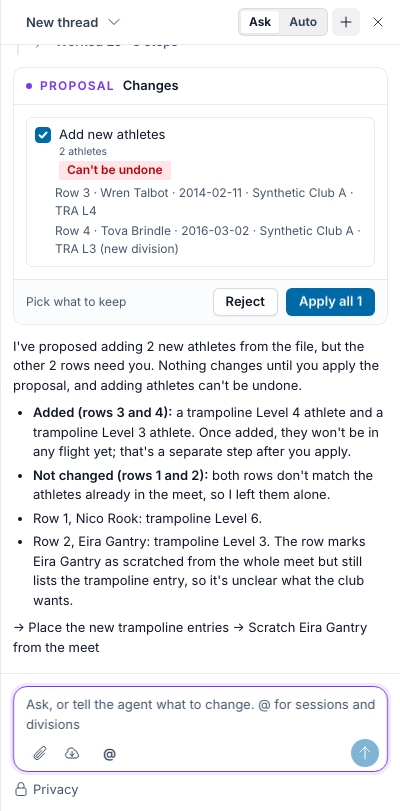 New thread
Ask
Auto
PROPOSAL Changes
Add new athletes
2 athletes
Can't be undone
Row 3 · Wren Talbot · 2014-02-11 · Synthetic Club A ·
TRA L4
Row 4 · Tova Brindle · 2016-03-02 · Synthetic Club A ·
TRA L3 (new division)
Pick what to keep
Reject
Apply all 1
I've proposed adding 2 new athletes from the file, but the
other 2 rows need you. Nothing changes until you apply the
proposal, and adding athletes can't be undone.
• Added (rows 3 and 4): a trampoline Level 4 athlete and a
trampoline Level 3 athlete. Once added, they won't be in
any flight yet; that's a separate step after you apply.
• Not changed (rows 1 and 2): both rows don't match the
athletes already in the meet, so I left them alone.
• Row 1, Nico Rook: trampoline Level 6.
• Row 2, Eira Gantry: trampoline Level 3. The row marks
Eira Gantry as scratched from the whole meet but still
lists the trampoline entry, so it's unclear what the club
wants.
→ Place the new trampoline entries → Scratch Eira Gantry
from the meet
Ask, or tell the agent what to change. @ for sessions and
divisions
@
Privacy